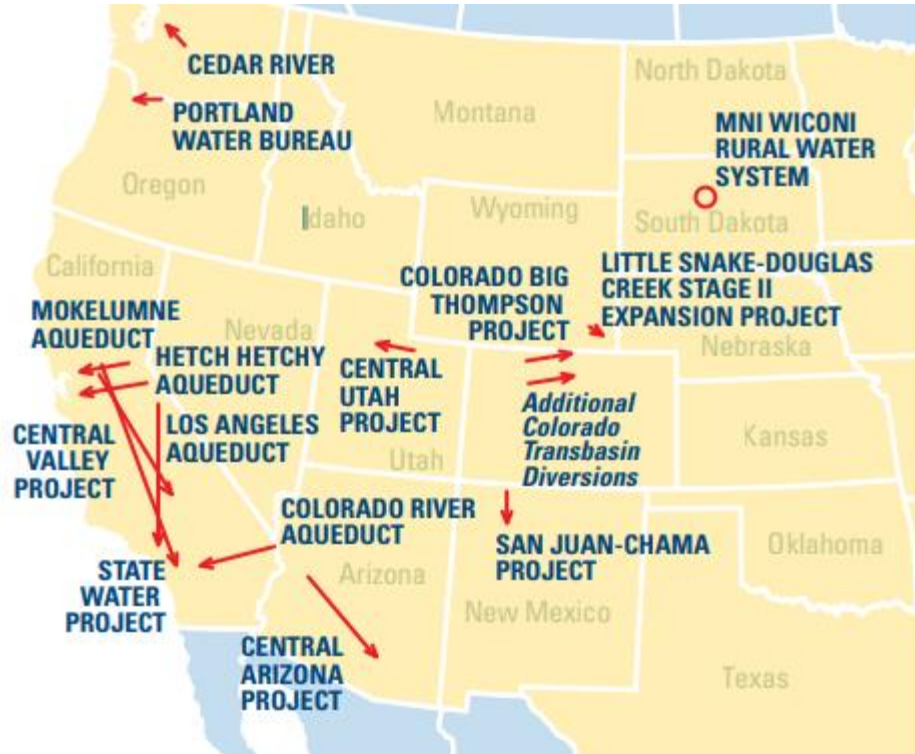 CEDAR RIVER
North Dakota
PORTLAND
WATER BUREAU
Montana
MNI WICONI
RURAL WATER
SYSTEM
Oregon
Idaho
Wyoming
South Dakota
California
COLORADO BIG
THOMPSON
PROJECT
LITTLE SNAKE-DOUGLAS
CREEK STAGE II
EXPANSION PROJECT
MOKELUMNE
AQUEDUCT
Nevada
Nebraska
HETCH HETCHY
AQUEDUCT
CENTRAL
UTAH
PROJECT
Additional
Colorado
Transbasin
Diversions
LOS ANGELES
AQUEDUCT
CENTRAL
VALLEY
PROJECT
Utah
Kansas
COLORADO RIVER
AQUEDUCT
SAN JUAN-CHAMA
PROJECT
Oklahoma
STATE
WATER
PROJECT
Arizona
New Mexico
CENTRAL
ARIZONA
PROJECT
Texas